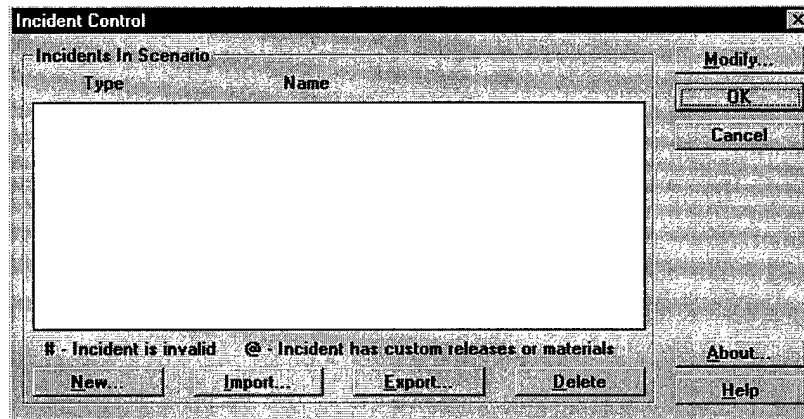 Incident Control
Incidents In Scenario
Type Name
Modify...
OK
Cancel
# - Incident is invalid @ - Incident has custom releases or materials
New... Import... Export... Delete
About...
Help